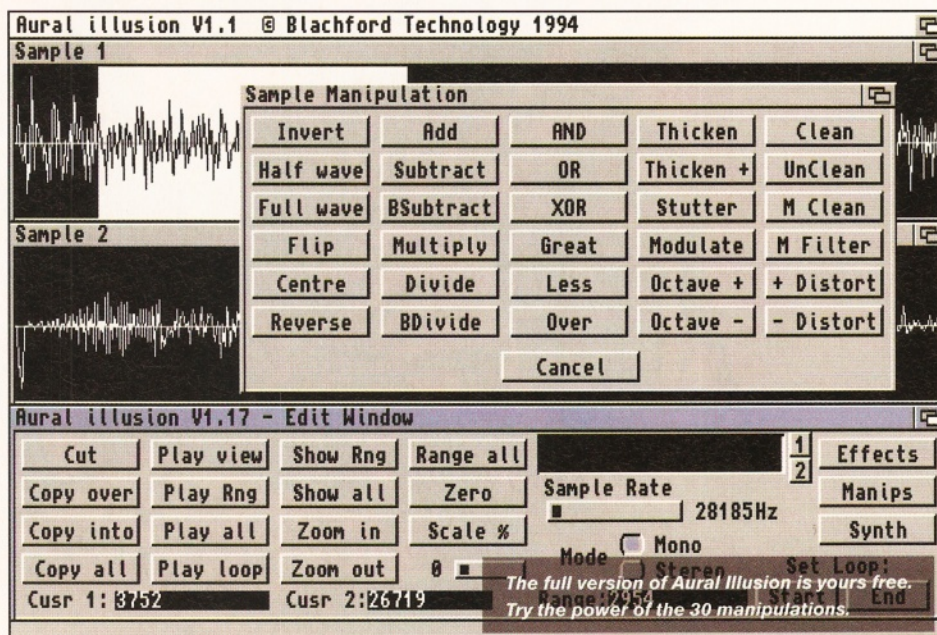 Aural illusion V1.1 © Blachford Technology 1994
Sample 1
Sample Manipulation
Invert Add AND Thicken Clean
Half wave Subtract OR Thicken + UnClean
Full wave BSubtract XOR Stutter M Clean
Sample 2
Flip Multiply Great Modulate M Filter
Centre Divide Less Octave + + Distort
Reverse BDivide Over Octave - - Distort
Cancel
Aural illusion V1.17 - Edit Window
Cut Play view Show Rng Range all 1 Effects
2
Copy over Play Rng Show all Zero Sample Rate Manips
28185Hz
Copy into Play all Zoom in Scale % Synth
Mode Mono
Copy all Play loop Zoom out 0 Stereo Set Loop:
Cusr 1: 3752 Cusr 2: 26719 Range: 2954 Start End
The full version of Aural Illusion is yours free.
Try the power of the 30 manipulations.